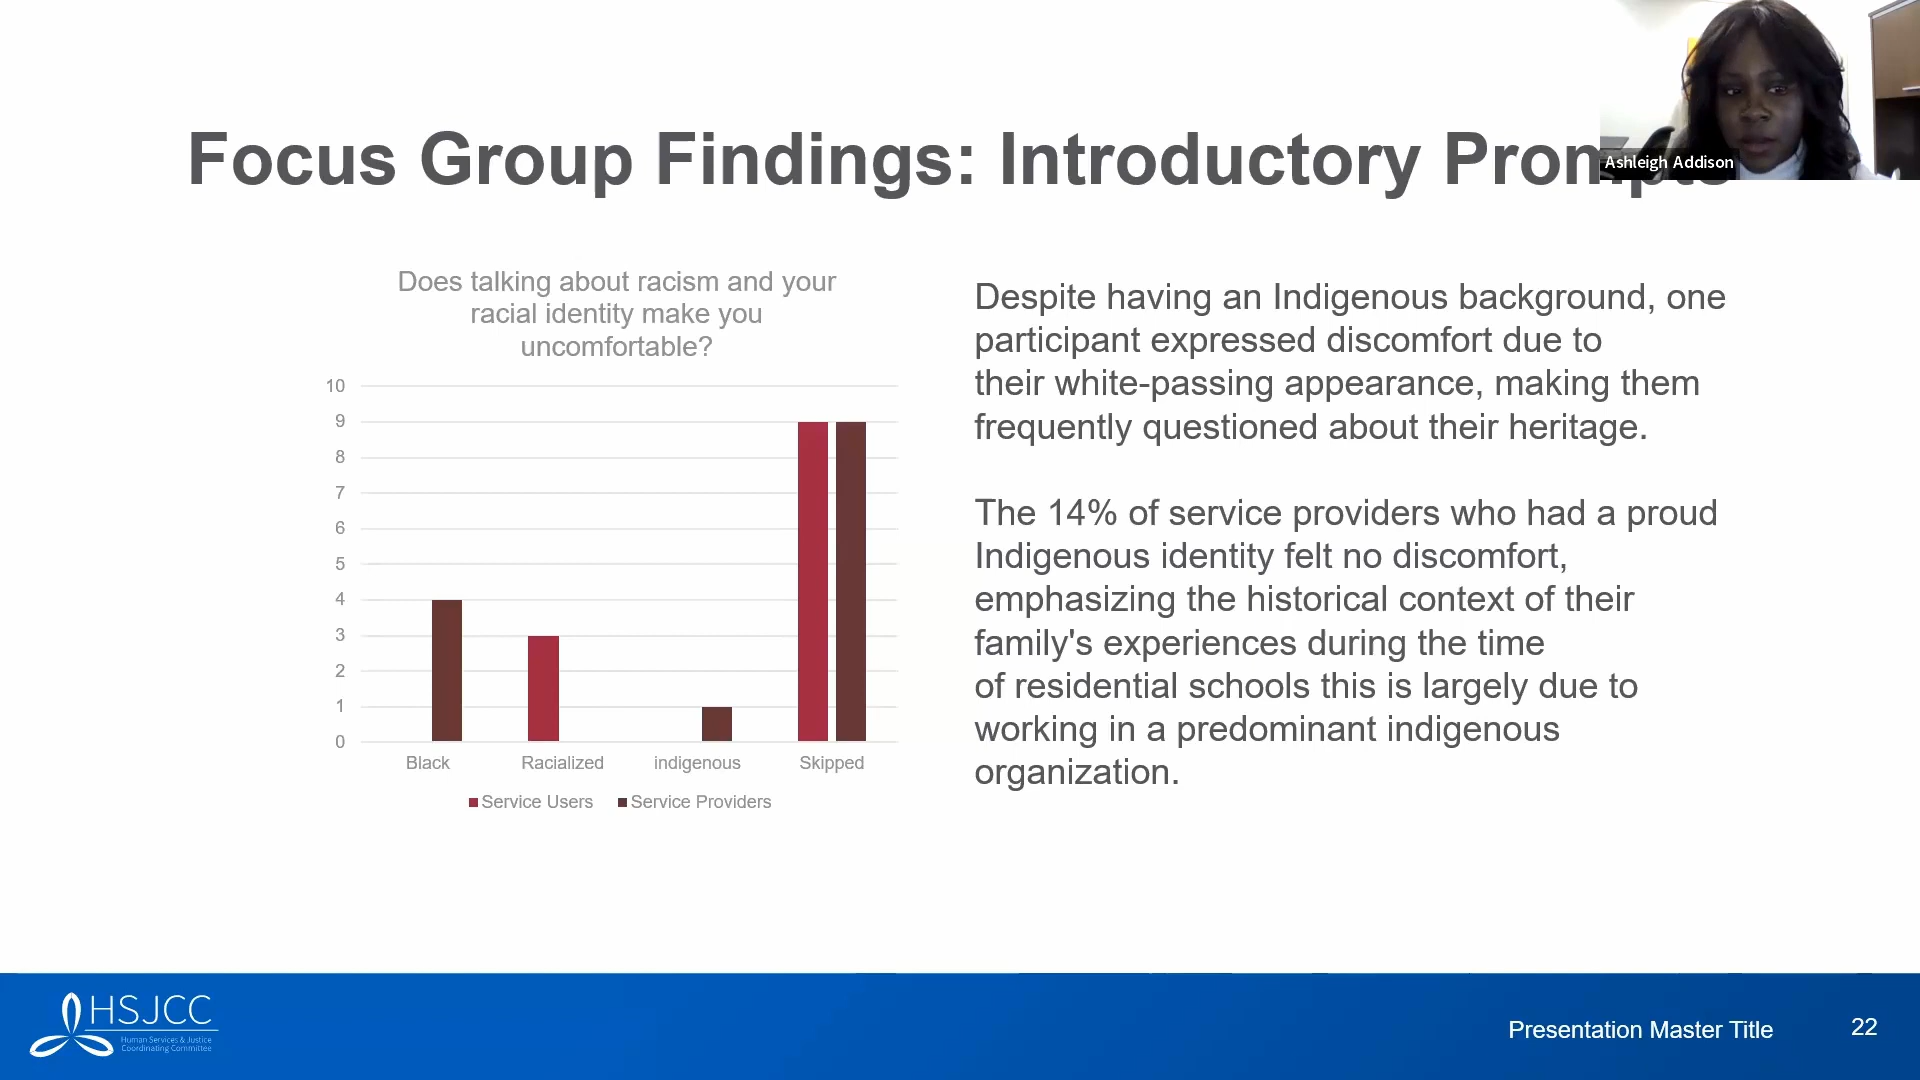 Focus Group Findings: Introductory
Ashleigh Addison
Does talking about racism and your
racial identity make you
uncomfortable?
10
9
8
7
6
5
4
3
2
1
0
Black Racialized indigenous Skipped
Service Users Service Providers
Despite having an Indigenous background, one
participant expressed discomfort due to
their white-passing appearance, making them
frequently questioned about their heritage.
The 14% of service providers who had a proud
Indigenous identity felt no discomfort,
emphasizing the historical context of their
family's experiences during the time
of residential schools this is largely due to
working in a predominant indigenous
organization.
HSJCC
Human Services & Justice
Coordinating Committee
Presentation Master Title
22